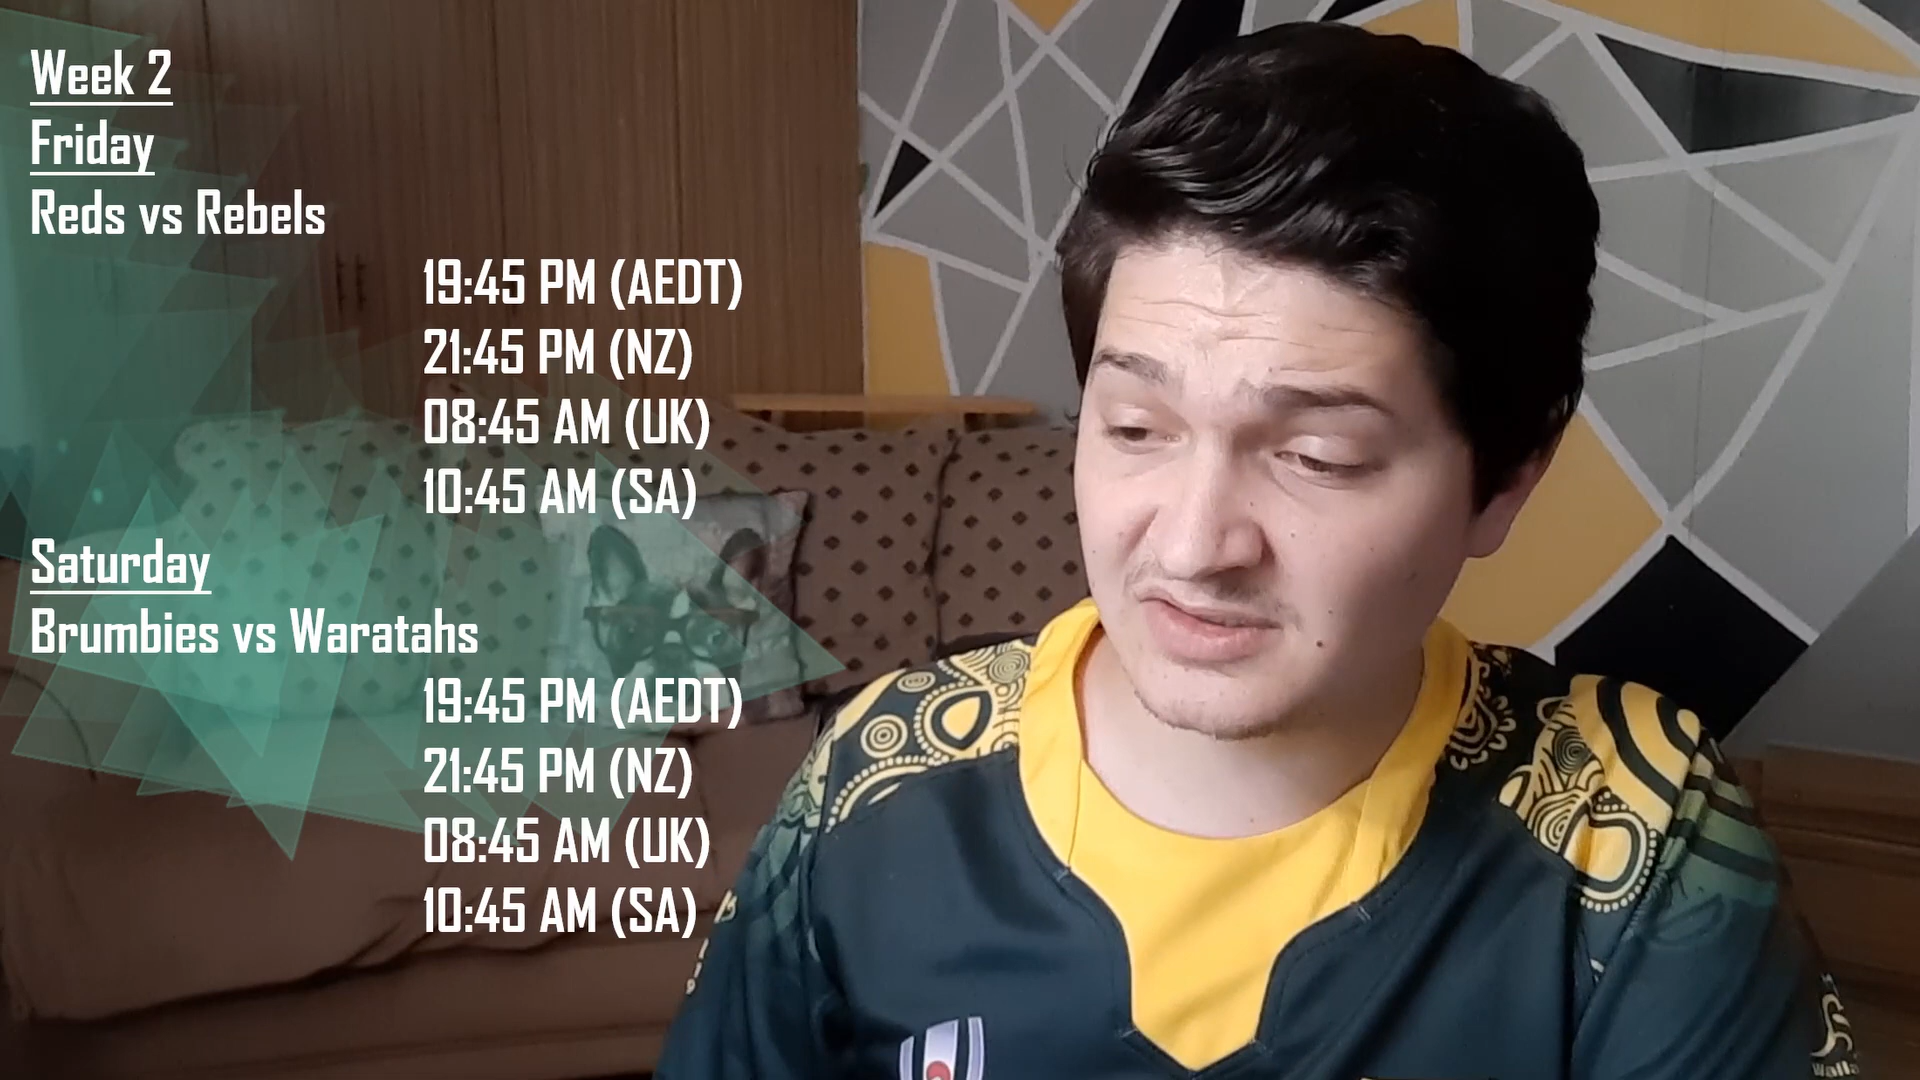 Week 2
Friday
Reds vs Rebels
19:45 PM (AEDT)
21:45 PM (NZ)
08:45 AM (UK)
10:45 AM (SA)
Saturday
Brumbies vs Waratahs
19:45 PM (AEDT)
21:45 PM (NZ)
08:45 AM (UK)
10:45 AM (SA)